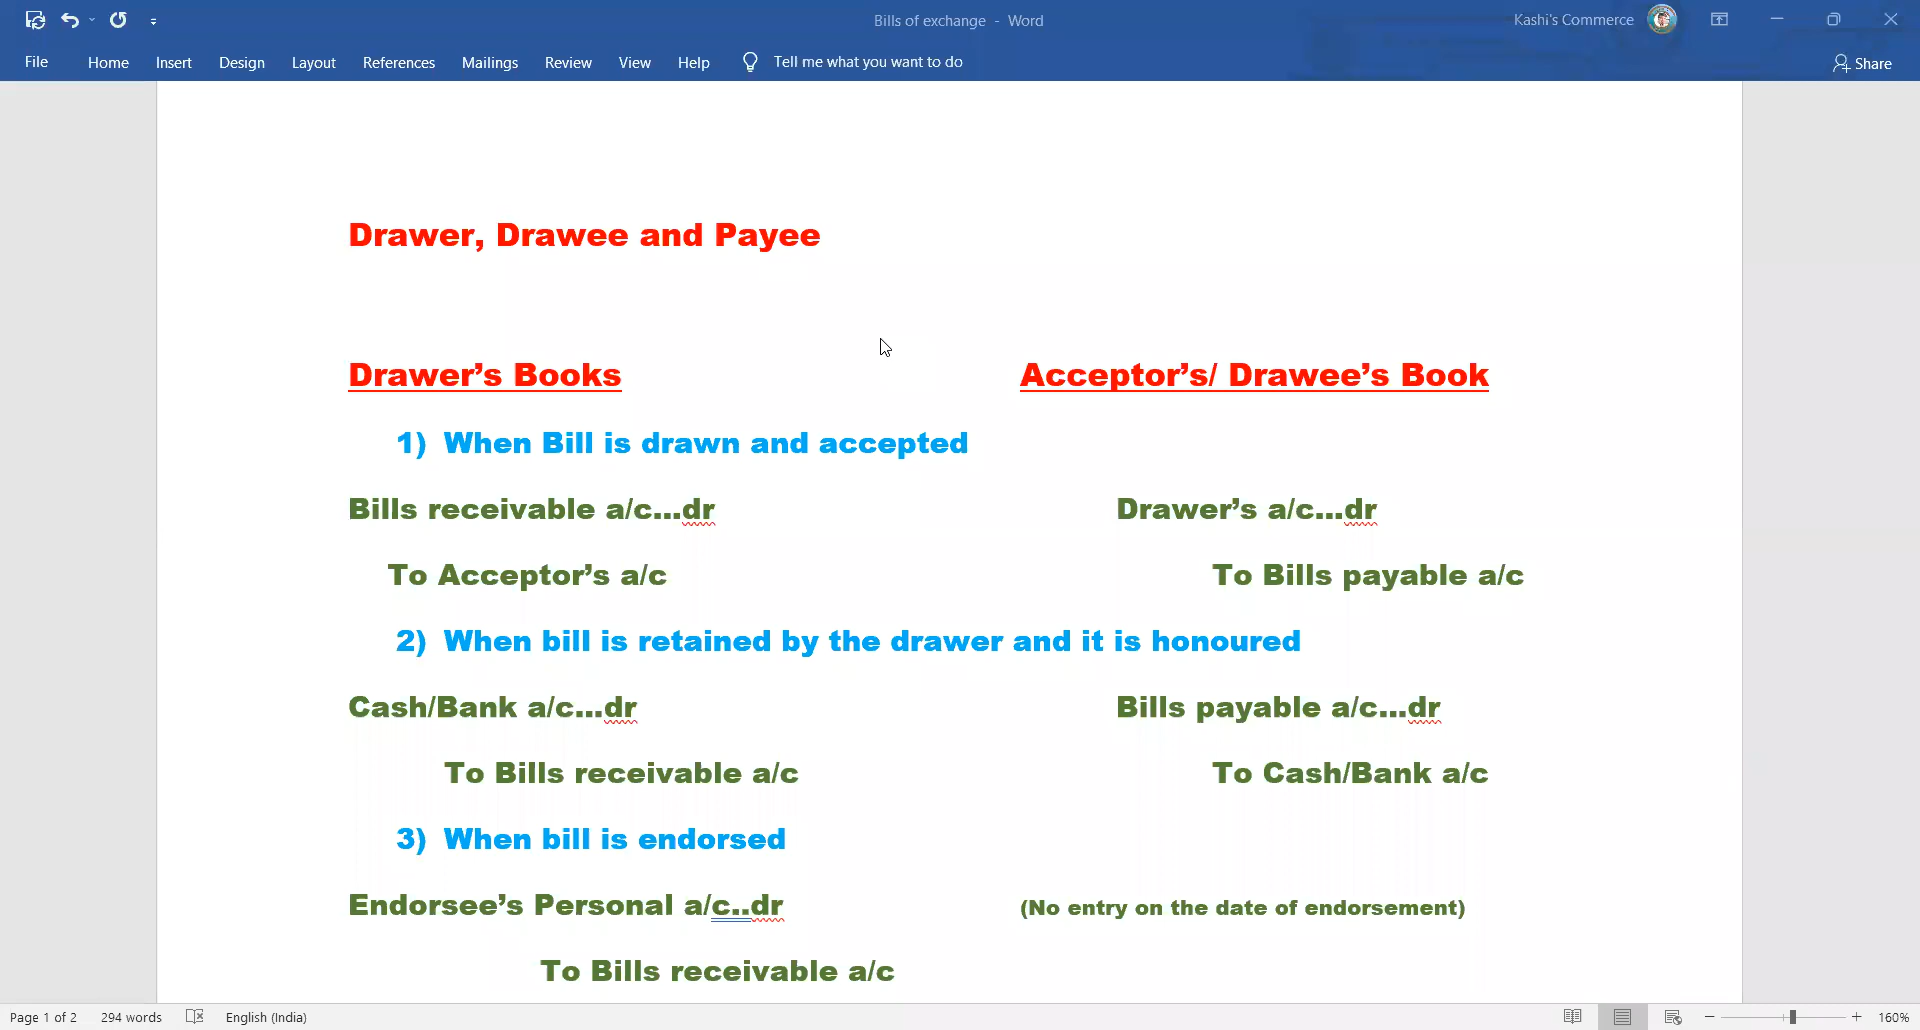 Bills of exchange - Word
Kashi's Commerce
File Home Insert Design Layout References Mailings Review View Help Tell me what you want to do
Share
Drawer, Drawee and Payee
Drawer’s Books Acceptor’s/ Drawee’s Book
1) When Bill is drawn and accepted
Bills receivable a/c...dr Drawer’s a/c...dr
To Acceptor’s a/c To Bills payable a/c
2) When bill is retained by the drawer and it is honoured
Cash/Bank a/c...dr Bills payable a/c...dr
To Bills receivable a/c To Cash/Bank a/c
3) When bill is endorsed
Endorsee’s Personal a/c..dr (No entry on the date of endorsement)
To Bills receivable a/c
Page 1 of 2 294 words English (India) 160%